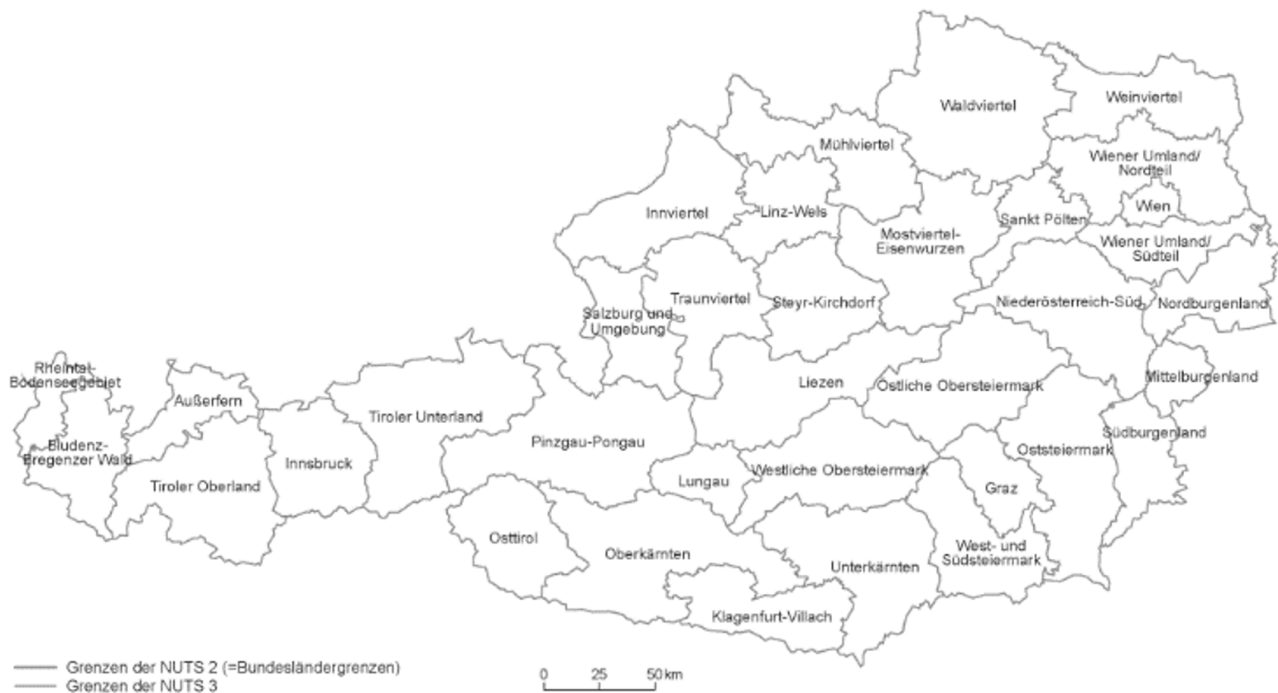 Waldviertel
Weinviertel
Mühlviertel
Wiener Umland/
Nordteil
Innviertel
Linz-Wels
Wien
Sankt Pölten
Mostviertel-
Eisenwurzen
Wiener Umland/
Südteil
Traunviertel
Steyr-Kirchdorf
Niederösterreich-Süd
Nordburgenland
Salzburg und
Umgebung
Rheintal-
Bodenseegebiet
Außerfern
Tiroler Unterland
Liezen
Östliche Obersteiermark
Mittelburgenland
Bludenz-
Bregenzer Wald
Innsbruck
Pinzgau-Pongau
Südburgenland
Oststeiermark
Tiroler Oberland
Lungau
Westliche Obersteiermark
Graz
Osttirol
Oberkärnten
Unterkärnten
West- und
Südsteiermark
Klagenfurt-Villach
Grenzen der NUTS 2 (=Bundesländergrenzen)
Grenzen der NUTS 3
0 25 50 km